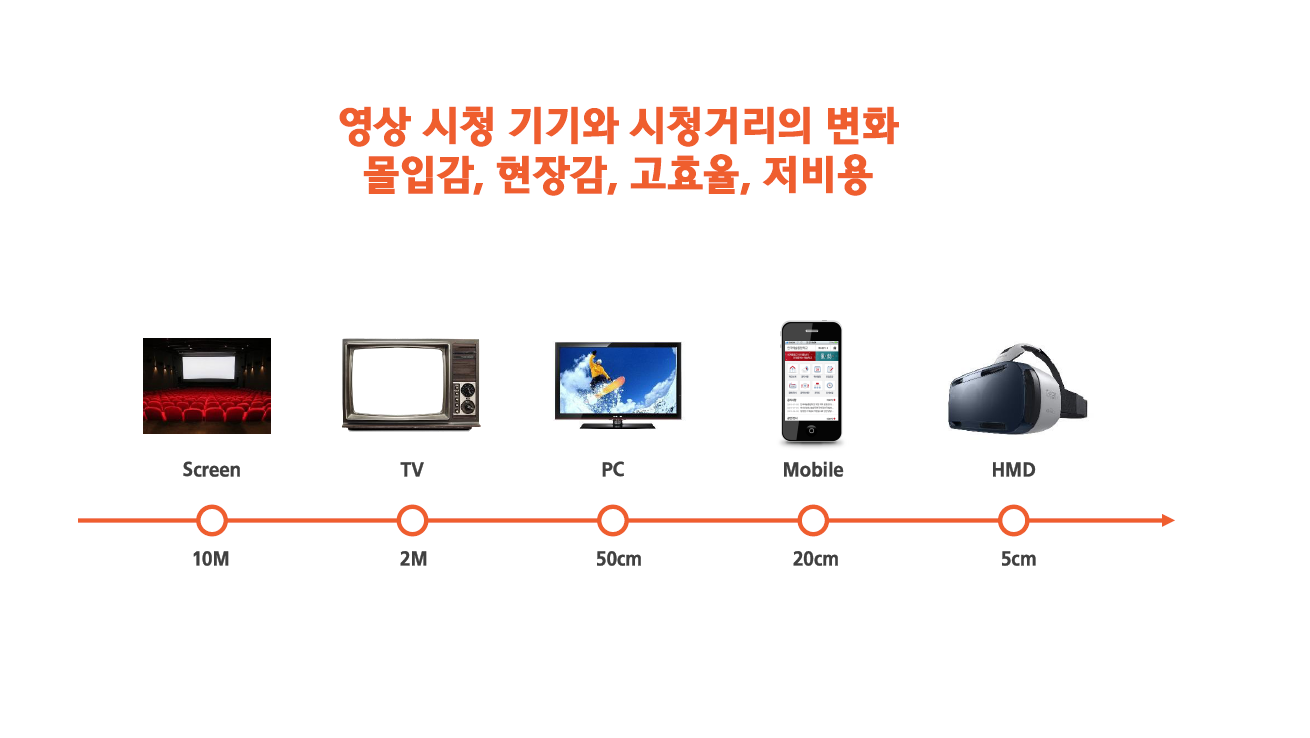 영상 시청 기기와 시청거리의 변화
몰입감, 현장감, 고효율, 저비용
Screen
TV
PC
Mobile
HMD
10M
2M
50cm
20cm
5cm